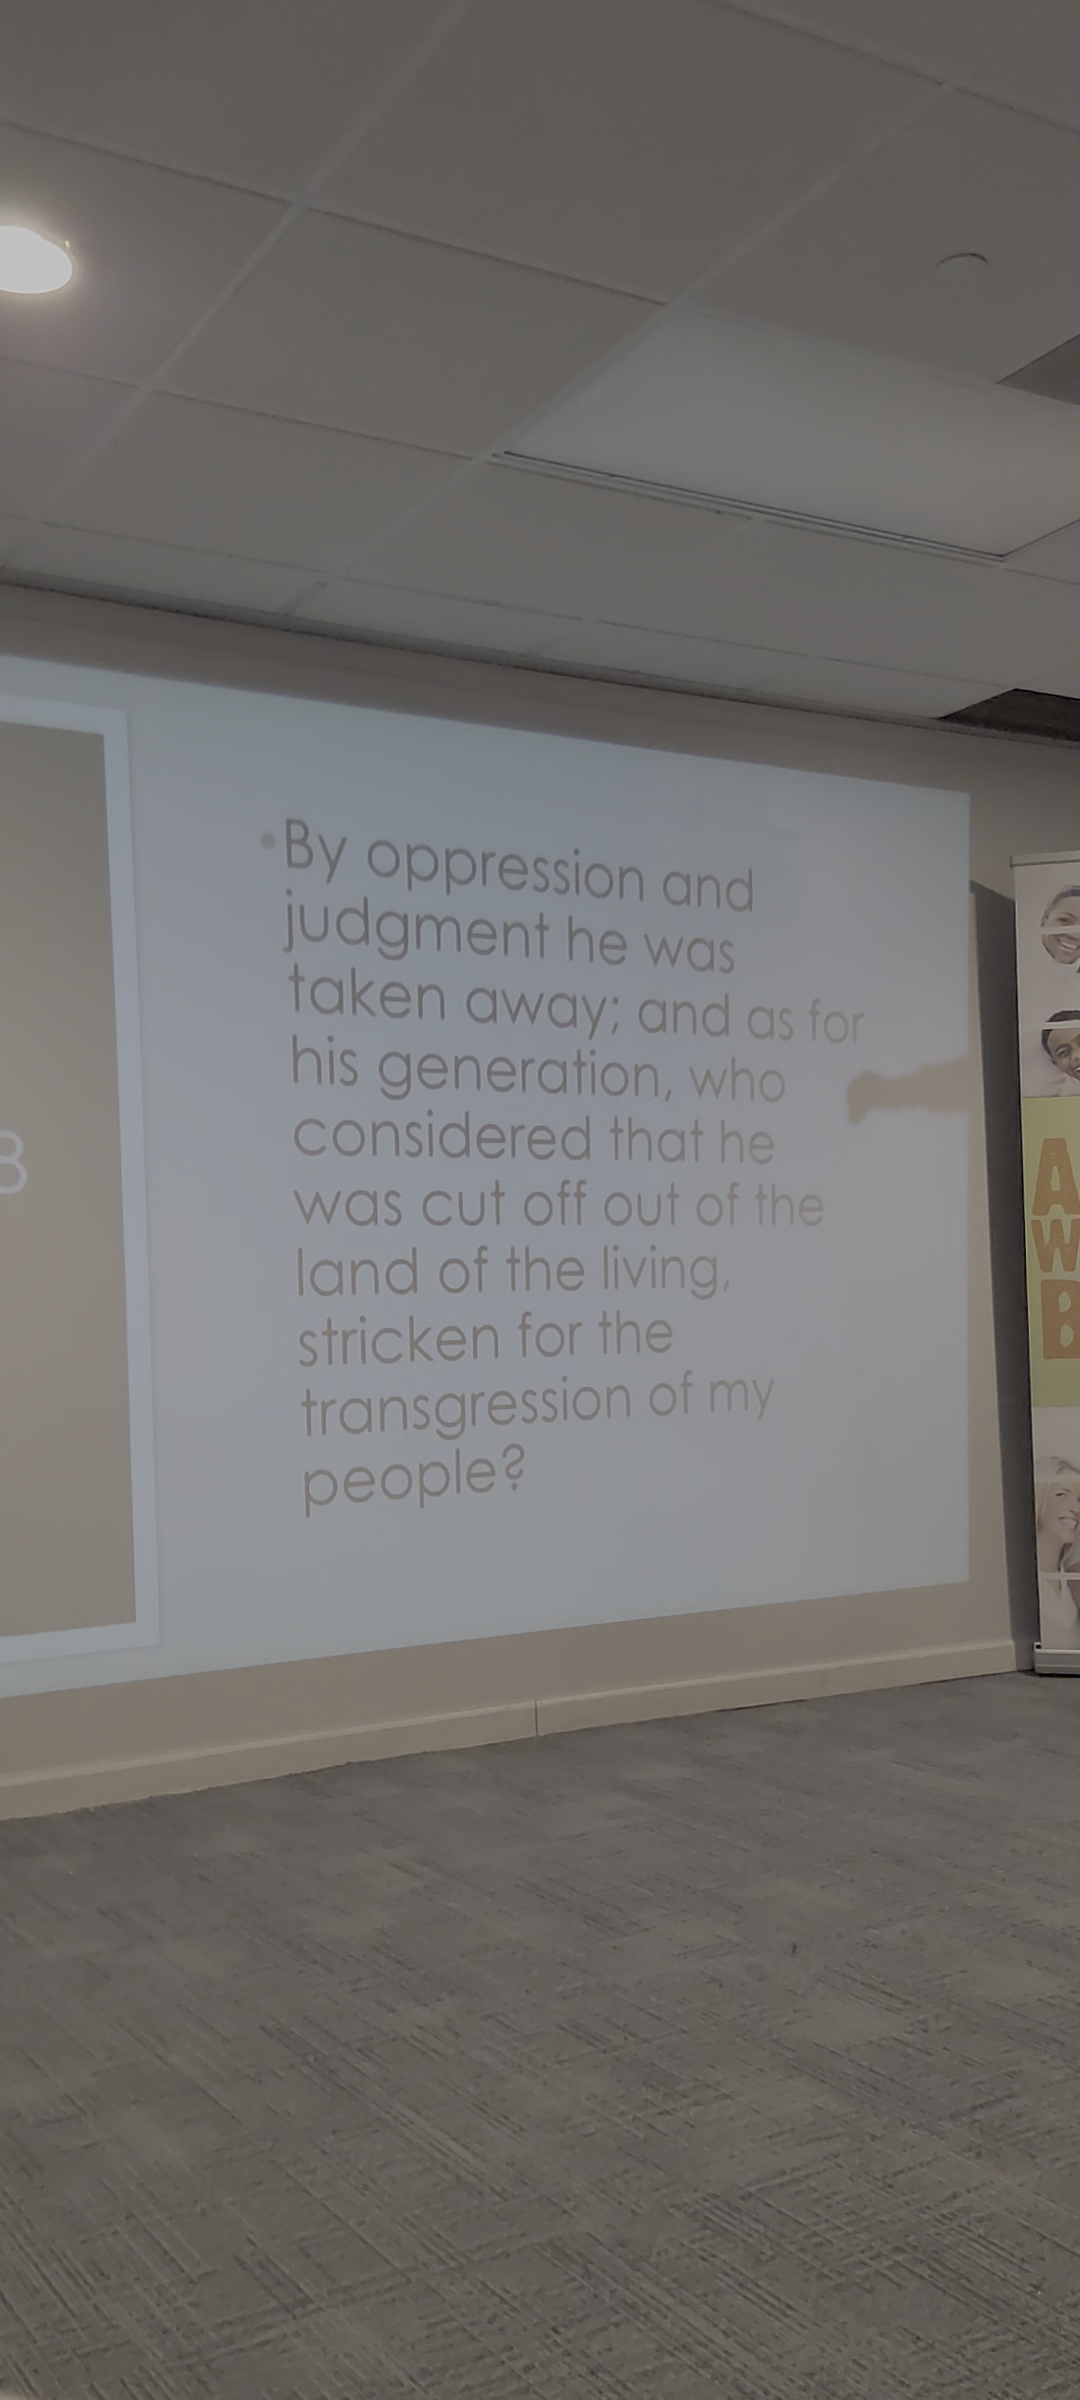 8
• By oppression and
judgment he was
taken away; and as for
his generation, who
considered that he
was cut off out of the
land of the living,
stricken for the
transgression of my
people?
A
W
B